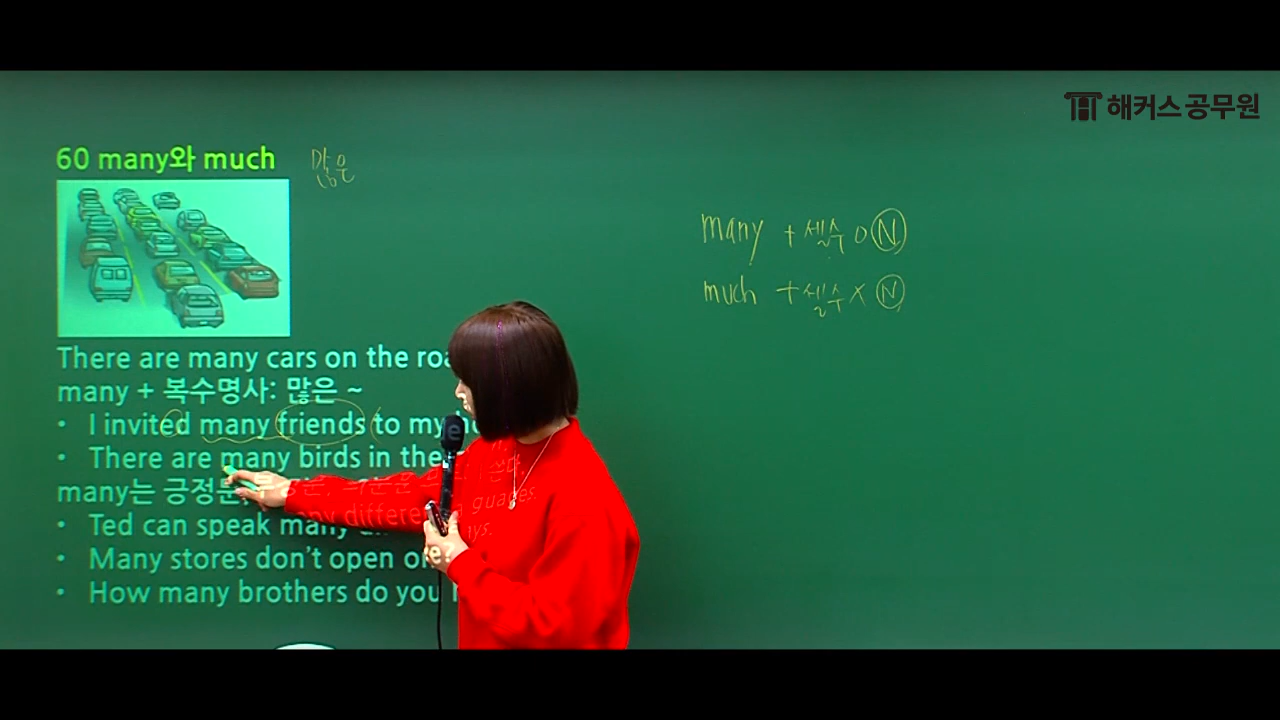 해커스 공무원
60 many와 much 많은
There are many cars on the
many + 복수명사: 많은 ~
• I invited many friends to my
• There are many birds in the
many는 긍정문,
• Ted can speak many different guages.
• Many stores don't open
• How many brothers do you
many + 셀수 O N
much + 셀수 X N